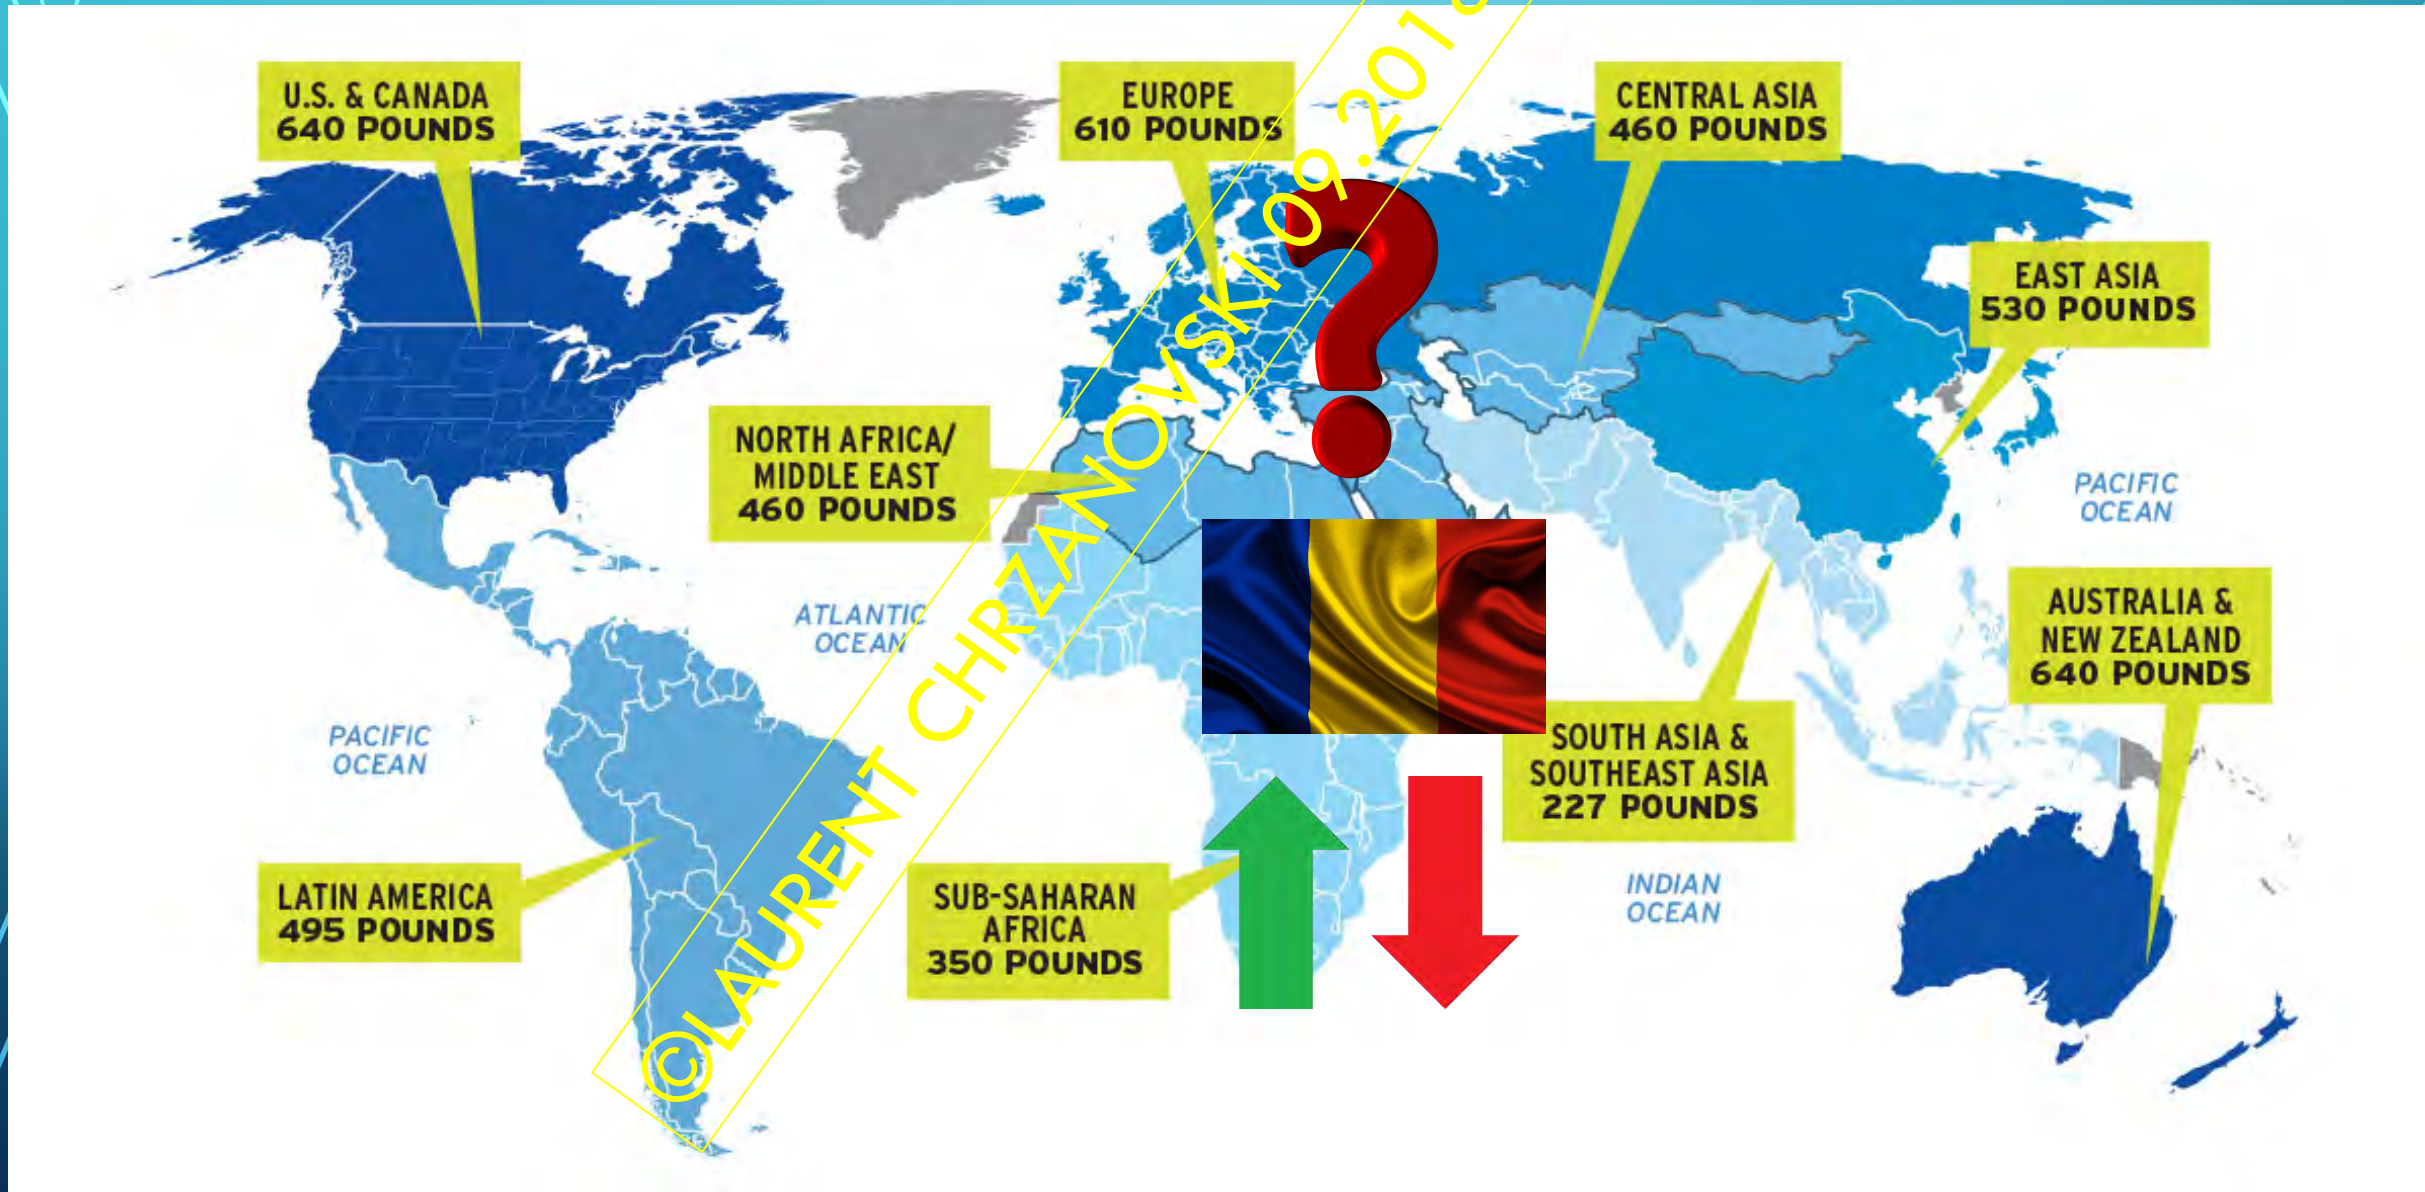 U.S. & CANADA
640 POUNDS
EUROPE
610 POUNDS
CENTRAL ASIA
460 POUNDS
EAST ASIA
530 POUNDS
NORTH AFRICA/
MIDDLE EAST
460 POUNDS
PACIFIC
OCEAN
ATLANTIC
OCEAN
AUSTRALIA &
NEW ZEALAND
640 POUNDS
PACIFIC
OCEAN
SOUTH ASIA &
SOUTHEAST ASIA
227 POUNDS
LATIN AMERICA
495 POUNDS
SUB-SAHARAN
AFRICA
350 POUNDS
INDIAN
OCEAN
?
©LAURENT CHRZANOVSKI 09.2018